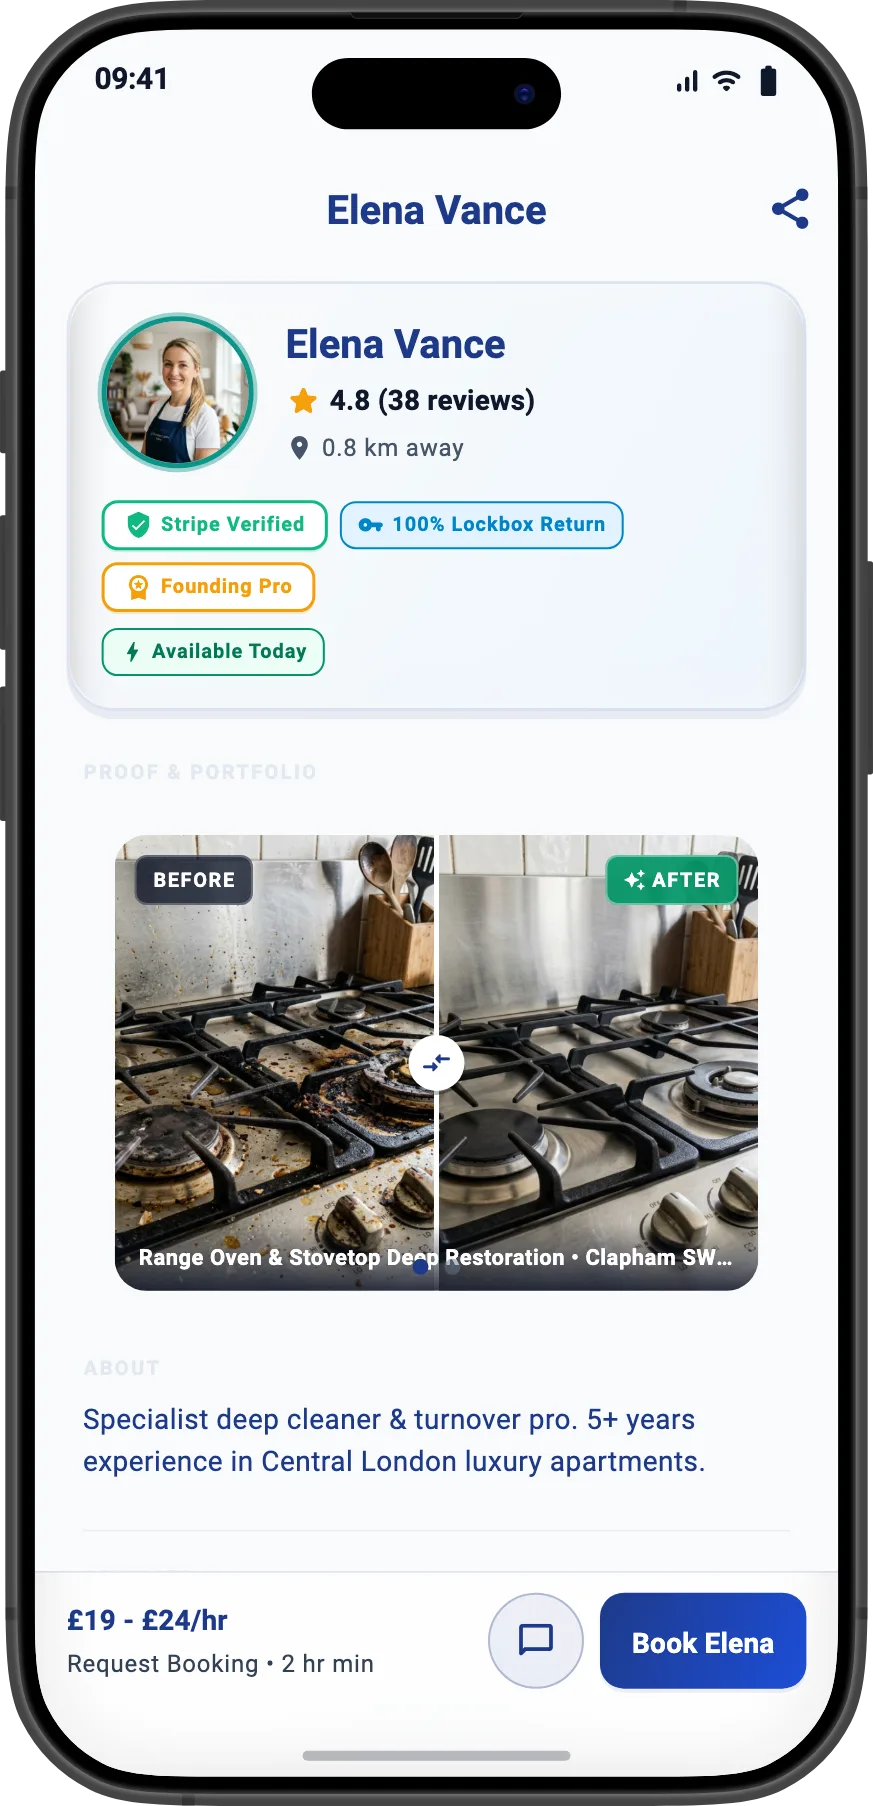 09:41
Elena Vance
Elena Vance
4.8 (38 reviews)
0.8 km away
Stripe Verified
100% Lockbox Return
Founding Pro
Available Today
PROOF & PORTFOLIO
BEFORE
AFTER
Range Oven & Stovetop Deep Restoration • Clapham SW...
ABOUT
Specialist deep cleaner & turnover pro. 5+ years
experience in Central London luxury apartments.
£19 - £24/hr
Request Booking • 2 hr min
Book Elena